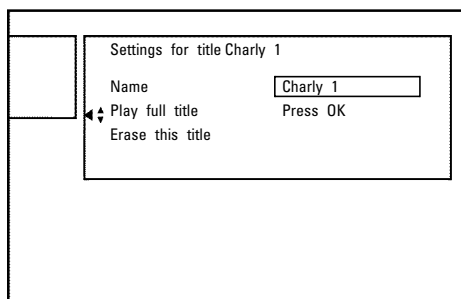 Settings for title Charly 1
Name Charly 1
Play full title Press OK
Erase this title